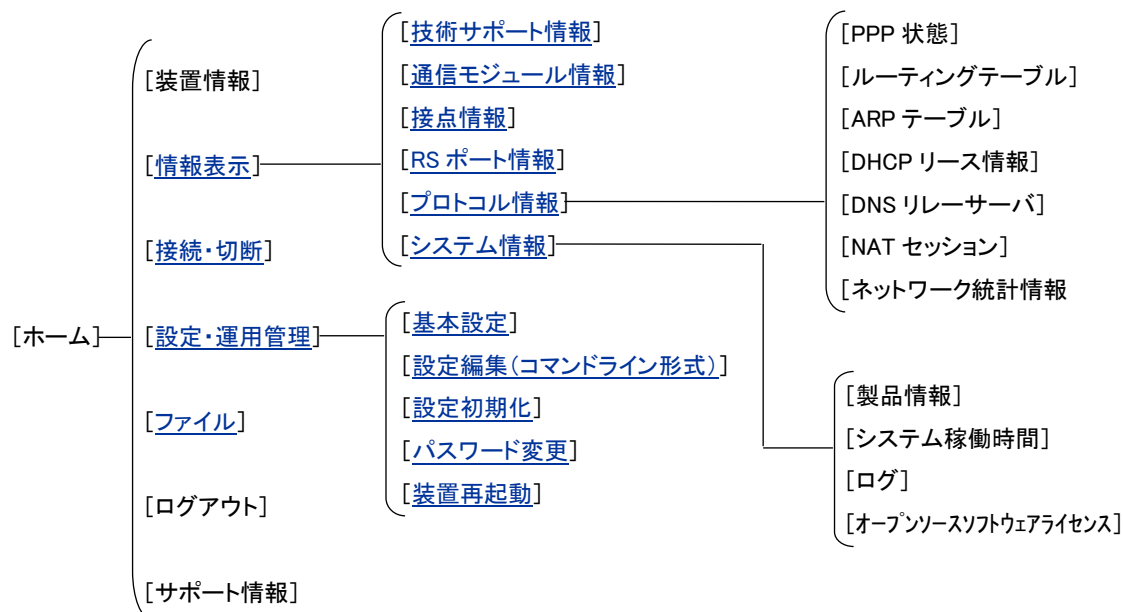 [ホーム]
[装置情報]
[情報表示]
[接続・切断]
[設定・運用管理]
[ファイル]
[ログアウト]
[サポート情報]
[技術サポート情報]
[通信モジュール情報]
[接点情報]
[RS ポート情報]
[プロトコル情報]
[システム情報]
[基本設定]
[設定編集(コマンドライン形式)]
[設定初期化]
[パスワード変更]
[装置再起動]
[PPP 状態]
[ルーティングテーブル]
[ARP テーブル]
[DHCP リース情報]
[DNS リレーサーバ]
[NAT セッション]
[ネットワーク統計情報
[製品情報]
[システム稼働時間]
[ログ]
[オープンソースソフトウェアライセンス]